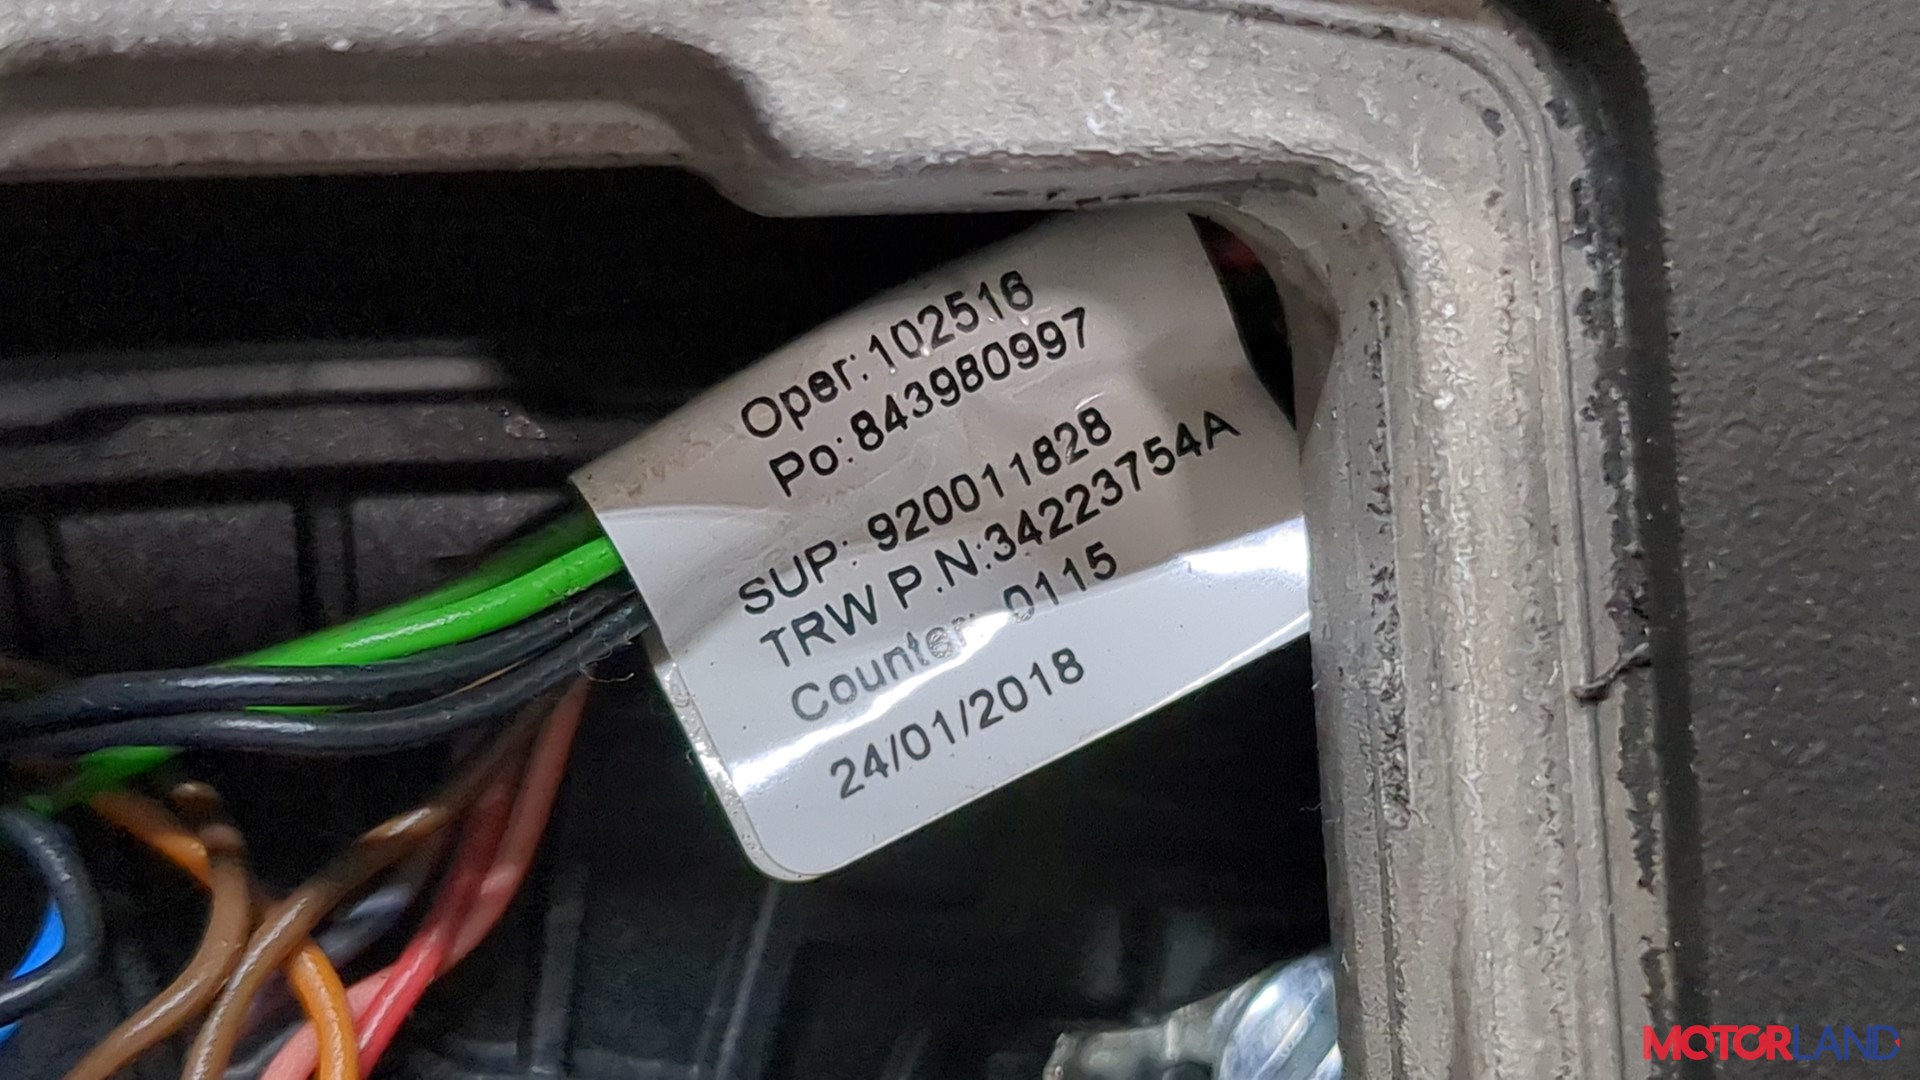 Oper:102516
Po:843980997
SUP: 920011828
TRW P.N:34223754A
Counter: 0115
24/01/2018
MOTORLAND